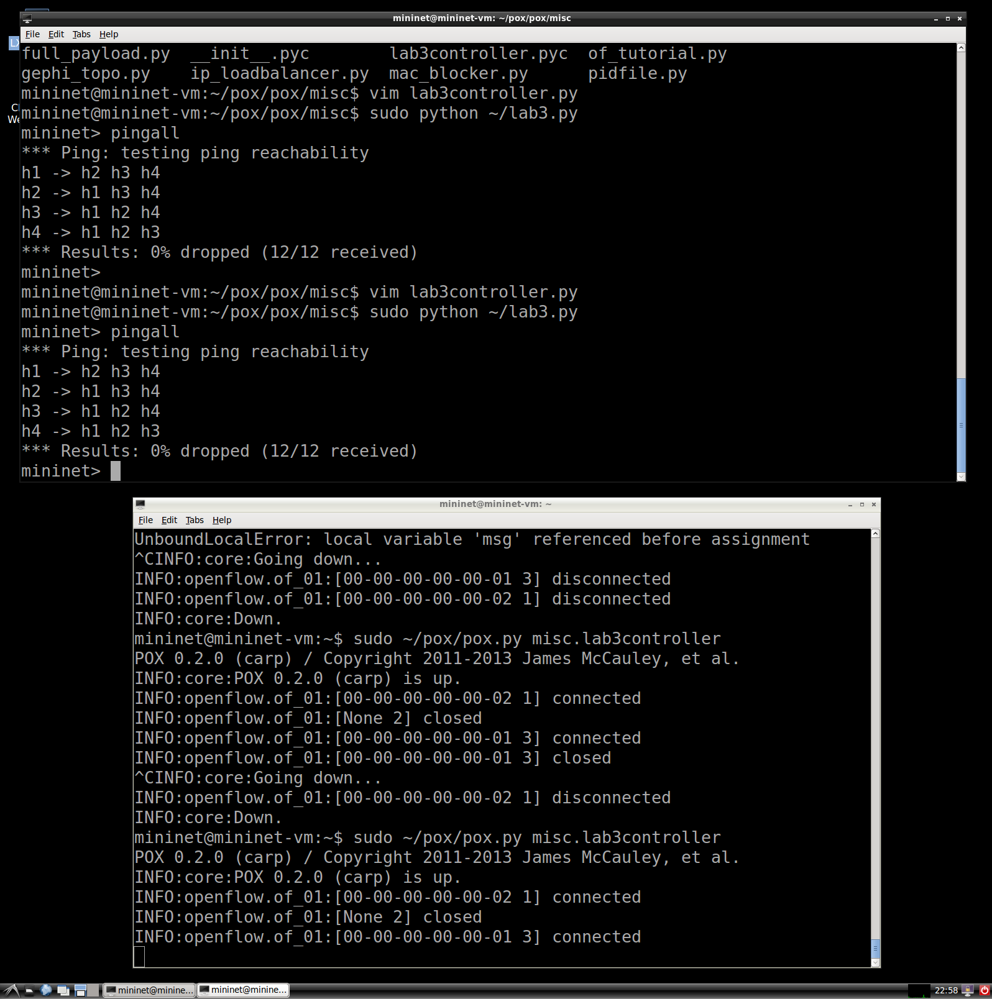 mininet@mininet-vm: ~/pox/pox/misc
File Edit Tabs Help
full_payload.py  __init__.pyc        lab3controller.pyc  of_tutorial.py
gephi_topo.py    ip_loadbalancer.py  mac_blocker.py      pidfile.py
mininet@mininet-vm:~/pox/pox/misc$ vim lab3controller.py
mininet@mininet-vm:~/pox/pox/misc$ sudo python ~/lab3.py
mininet> pingall
*** Ping: testing ping reachability
h1 -> h2 h3 h4
h2 -> h1 h3 h4
h3 -> h1 h2 h4
h4 -> h1 h2 h3
*** Results: 0% dropped (12/12 received)
mininet>
mininet@mininet-vm:~/pox/pox/misc$ vim lab3controller.py
mininet@mininet-vm:~/pox/pox/misc$ sudo python ~/lab3.py
mininet> pingall
*** Ping: testing ping reachability
h1 -> h2 h3 h4
h2 -> h1 h3 h4
h3 -> h1 h2 h4
h4 -> h1 h2 h3
*** Results: 0% dropped (12/12 received)
mininet>
mininet@mininet-vm: ~
File Edit Tabs Help
UnboundLocalError: local variable 'msg' referenced before assignment
^CINFO:core:Going down...
INFO:openflow.of_01:[00-00-00-00-00-01 3] disconnected
INFO:openflow.of_01:[00-00-00-00-00-02 1] disconnected
INFO:core:Down.
mininet@mininet-vm:~$ sudo ~/pox/pox.py misc.lab3controller
POX 0.2.0 (carp) / Copyright 2011-2013 James McCauley, et al.
INFO:core:POX 0.2.0 (carp) is up.
INFO:openflow.of_01:[00-00-00-00-00-02 1] connected
INFO:openflow.of_01:[None 2] closed
INFO:openflow.of_01:[00-00-00-00-00-01 3] connected
INFO:openflow.of_01:[00-00-00-00-00-01 3] closed
^CINFO:core:Going down...
INFO:openflow.of_01:[00-00-00-00-00-02 1] disconnected
INFO:core:Down.
mininet@mininet-vm:~$ sudo ~/pox/pox.py misc.lab3controller
POX 0.2.0 (carp) / Copyright 2011-2013 James McCauley, et al.
INFO:core:POX 0.2.0 (carp) is up.
INFO:openflow.of_01:[00-00-00-00-00-02 1] connected
INFO:openflow.of_01:[None 2] closed
INFO:openflow.of_01:[00-00-00-00-00-01 3] connected
mininet@minine... mininet@minine... 22:58